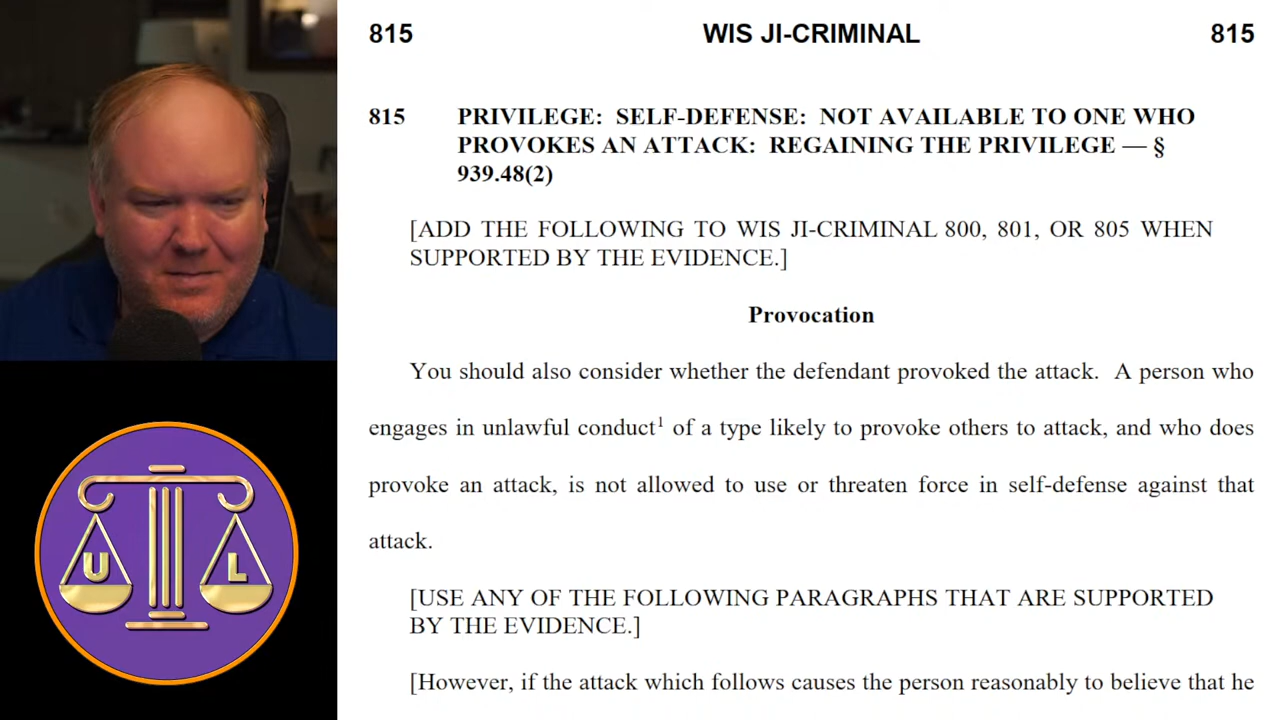 815 WIS JI-CRIMINAL 815
815 PRIVILEGE: SELF-DEFENSE: NOT AVAILABLE TO ONE WHO
PROVOKES AN ATTACK: REGAINING THE PRIVILEGE — §
939.48(2)
[ADD THE FOLLOWING TO WIS JI-CRIMINAL 800, 801, OR 805 WHEN
SUPPORTED BY THE EVIDENCE.]
Provocation
You should also consider whether the defendant provoked the attack. A person who
engages in unlawful conduct¹ of a type likely to provoke others to attack, and who does
provoke an attack, is not allowed to use or threaten force in self-defense against that
attack.
[USE ANY OF THE FOLLOWING PARAGRAPHS THAT ARE SUPPORTED
BY THE EVIDENCE.]
[However, if the attack which follows causes the person reasonably to believe that he
U L